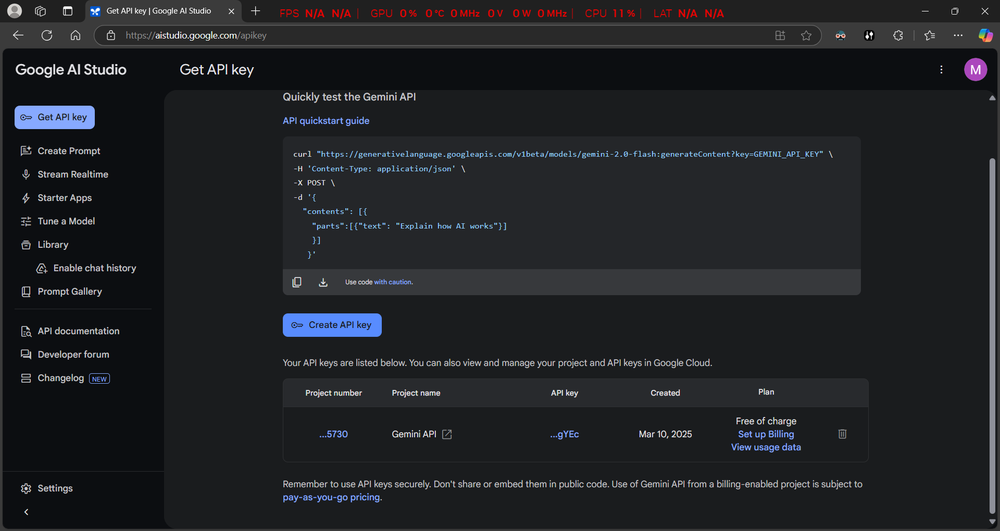 Get API key | Google AI Studio
FPS N/A N/A | GPU 0 % 0 °C 0 MHz 0 V 0 W 0 MHz | CPU 11 % | LAT N/A N/A
https://aistudio.google.com/apikey
Google AI Studio
Get API key
M
Get API key
Create Prompt
Stream Realtime
Starter Apps
Tune a Model
Library
Enable chat history
Prompt Gallery
API documentation
Developer forum
Changelog NEW
Settings
Quickly test the Gemini API
API quickstart guide
curl "https://generativelanguage.googleapis.com/v1beta/models/gemini-2.0-flash:generateContent?key=GEMINI_API_KEY" \
-H 'Content-Type: application/json' \
-X POST \
-d '{
"contents": [{
"parts":[{"text": "Explain how AI works"}]
}]
}'
Use code with caution.
Create API key
Your API keys are listed below. You can also view and manage your project and API keys in Google Cloud.
Project number Project name API key Created Plan
...5730 Gemini API ...gYEc Mar 10, 2025 Free of charge
Set up Billing
View usage data
Remember to use API keys securely. Don't share or embed them in public code. Use of Gemini API from a billing-enabled project is subject to
pay-as-you-go pricing.